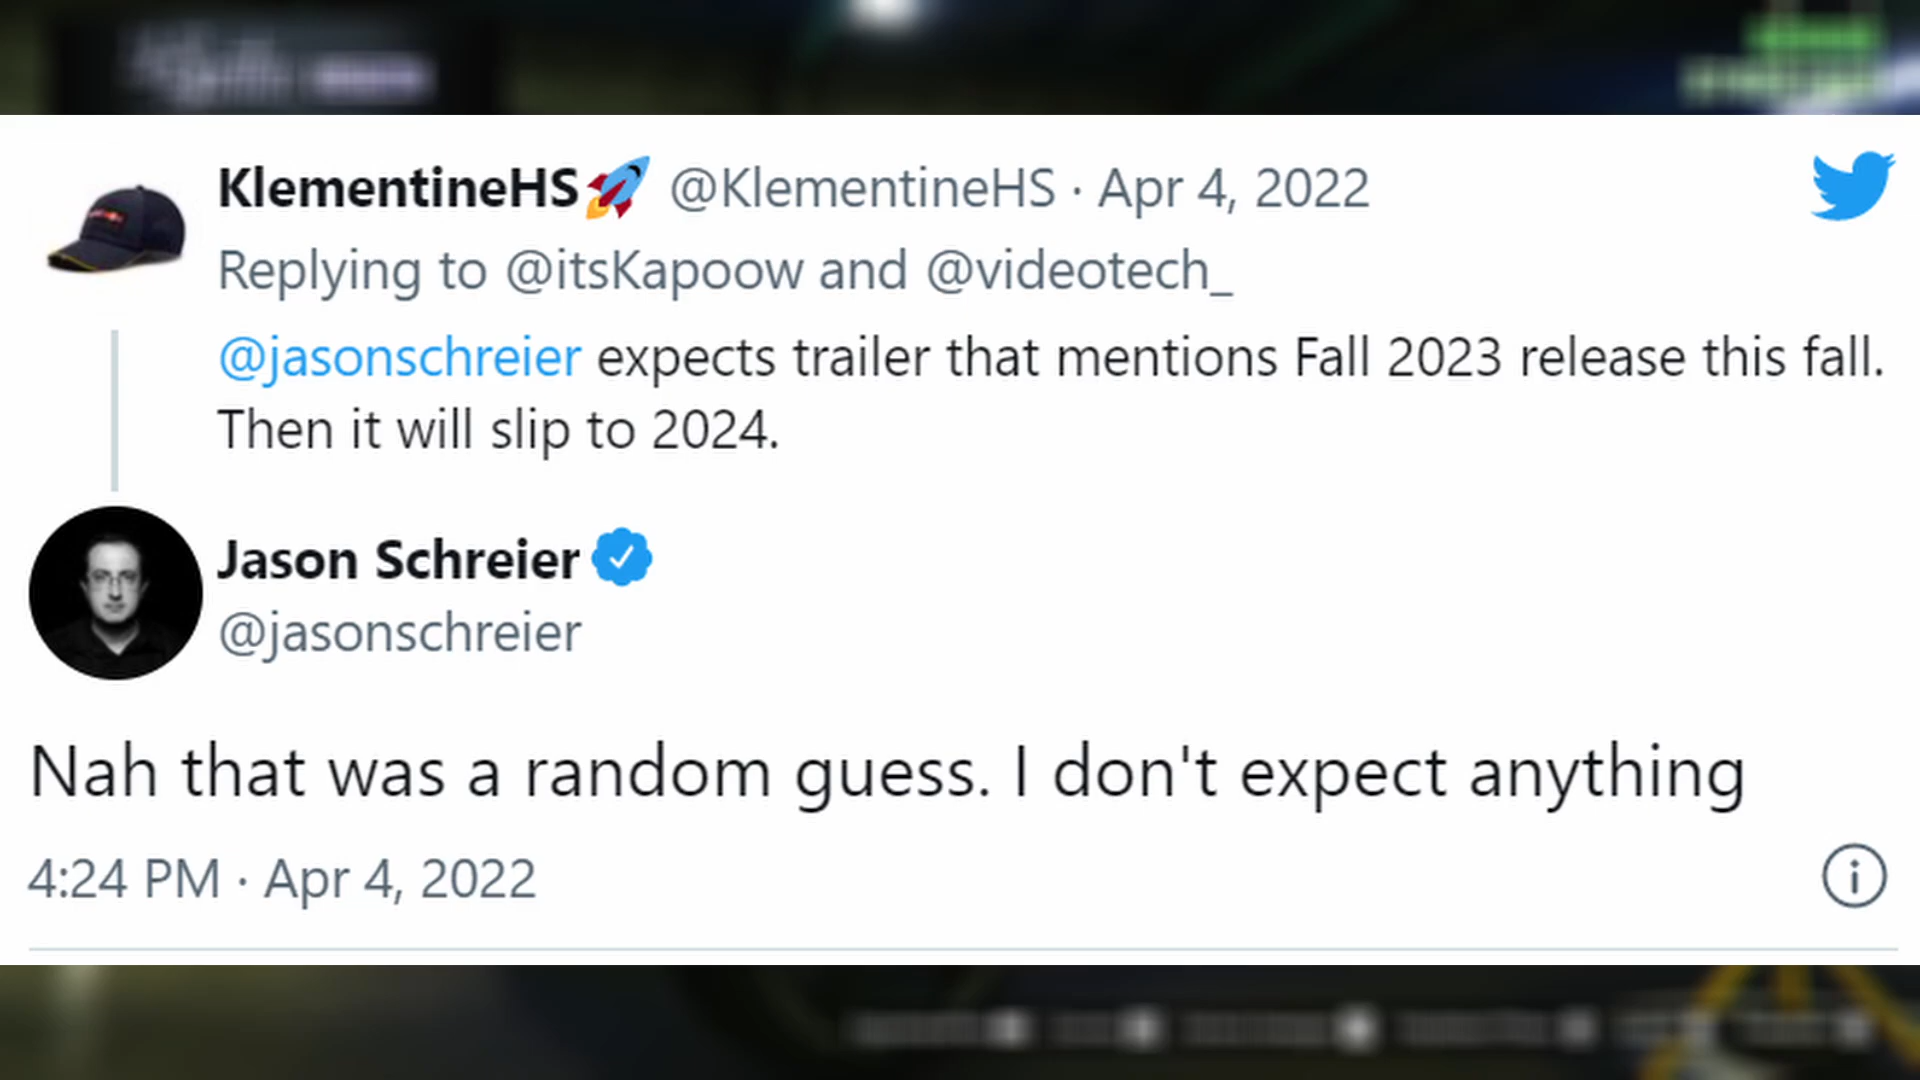 KlementineHS🚀 @KlementineHS · Apr 4, 2022
Replying to @itsKapoow and @videotech_
@jasonschreier expects trailer that mentions Fall 2023 release this fall.
Then it will slip to 2024.
Jason Schreier
@jasonschreier
Nah that was a random guess. I don't expect anything
4:24 PM · Apr 4, 2022